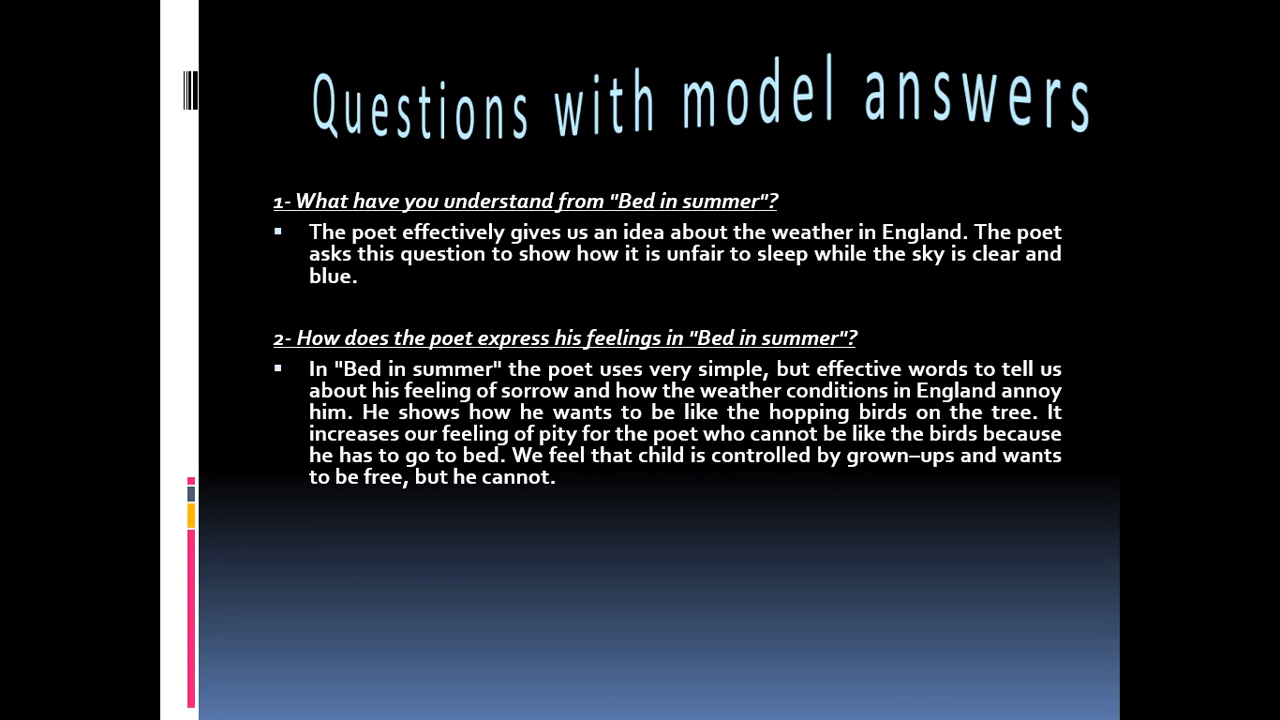 Questions with model answers
1- What have you understand from "Bed in summer"?
▪ The poet effectively gives us an idea about the weather in England. The poet
asks this question to show how it is unfair to sleep while the sky is clear and
blue.
2- How does the poet express his feelings in "Bed in summer"?
▪ In "Bed in summer" the poet uses very simple, but effective words to tell us
about his feeling of sorrow and how the weather conditions in England annoy
him. He shows how he wants to be like the hopping birds on the tree. It
increases our feeling of pity for the poet who cannot be like the birds because
he has to go to bed. We feel that child is controlled by grown–ups and wants
to be free, but he cannot.